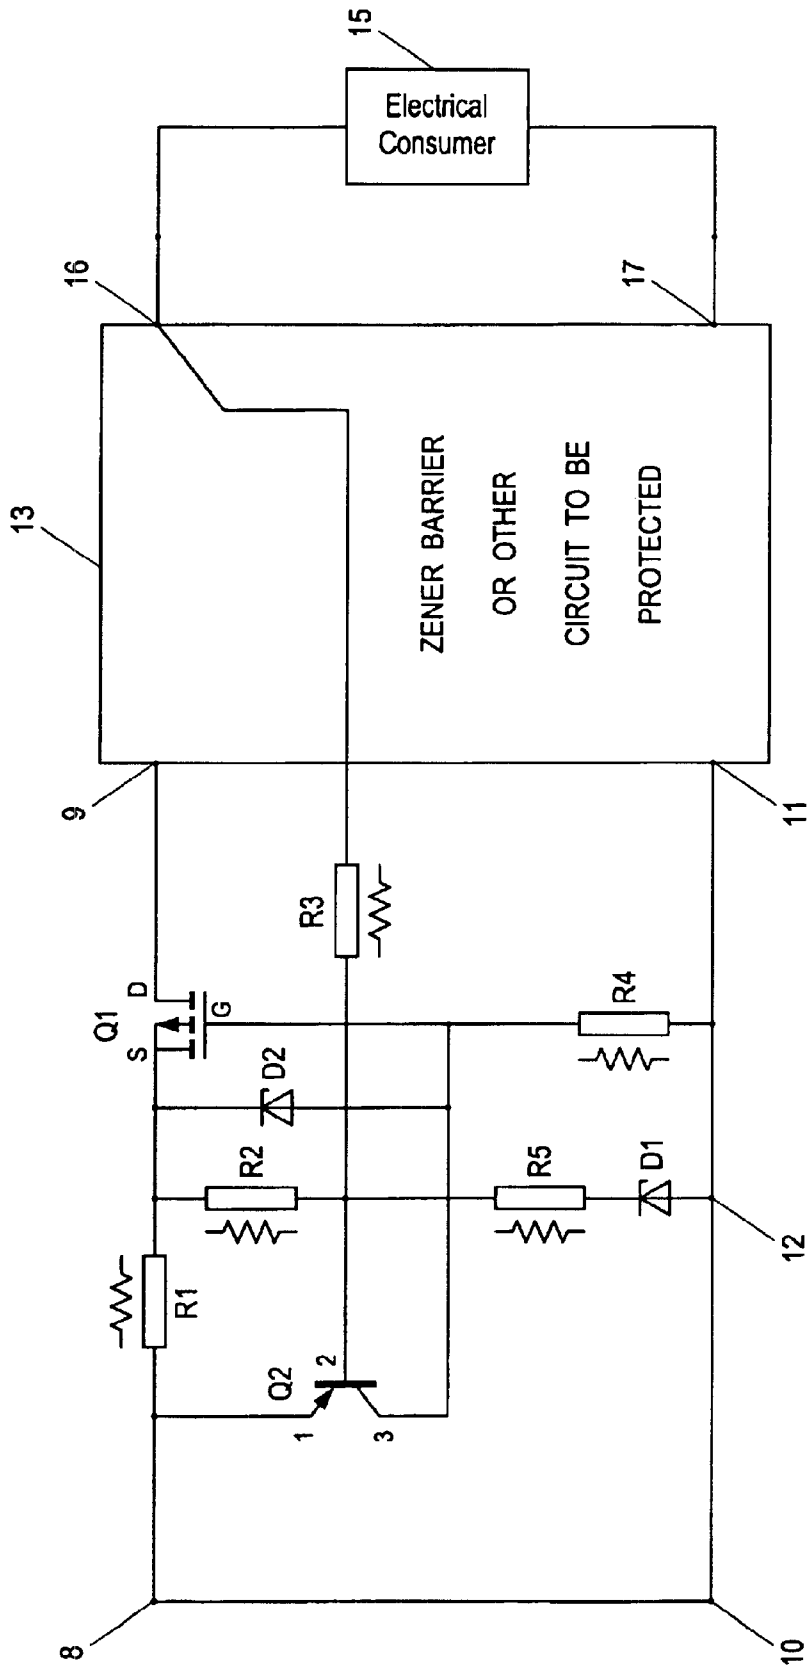 15
Electrical
Consumer
16
17
13
ZENER BARRIER
OR OTHER
CIRCUIT TO BE
PROTECTED
9
11
R3
D
Q1
G
S
R4
D2
R2
R5
D1
12
R1
Q2
2
1
3
8
10